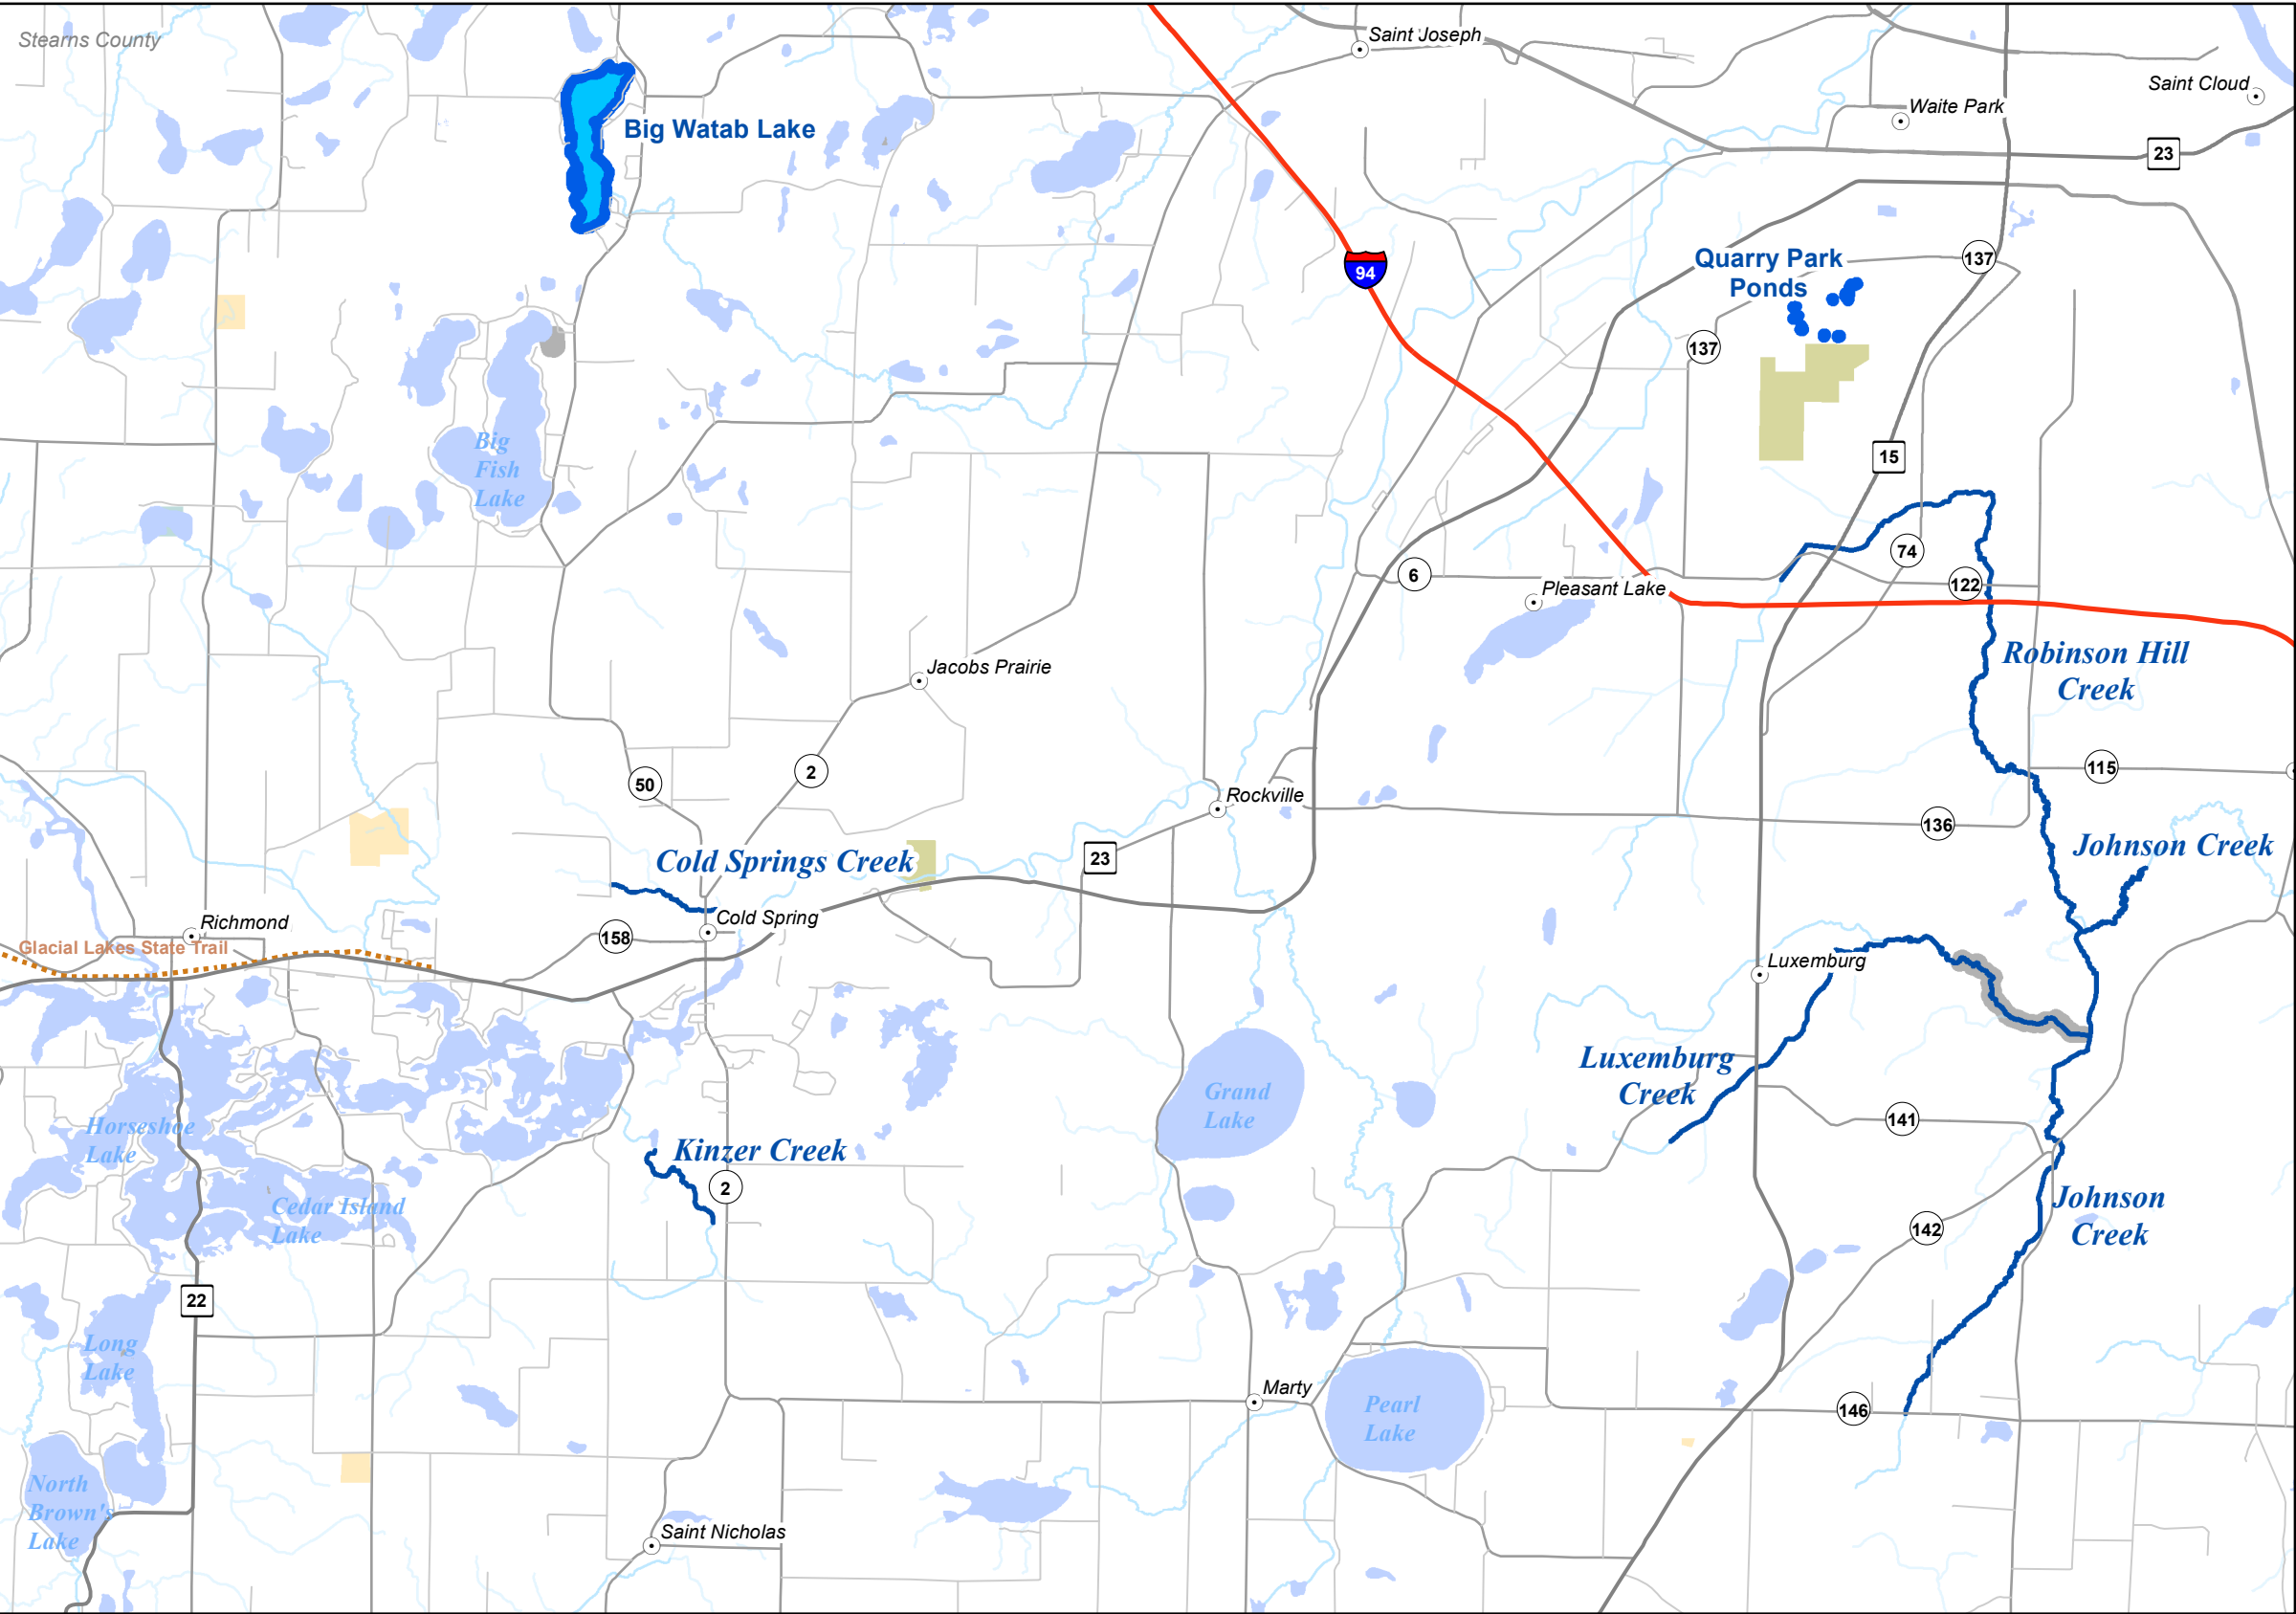 Stearns County
Saint Joseph
Saint Cloud
Waite Park
Big Watab Lake
23
94
Quarry Park
Ponds
137
137
Big
Fish
Lake
15
74
6
122
Pleasant Lake
Robinson Hill
Creek
Jacobs Prairie
50
2
115
Rockville
136
Johnson Creek
Cold Springs Creek
23
Richmond
Cold Spring
158
Glacial Lakes State Trail
Luxemburg
Luxemburg
Creek
Grand
Lake
Horseshoe
Lake
141
Kinzer Creek
2
Cedar Island
Lake
Johnson
Creek
142
22
Long
Lake
Marty
Pearl
Lake
146
North
Brown's
Lake
Saint Nicholas